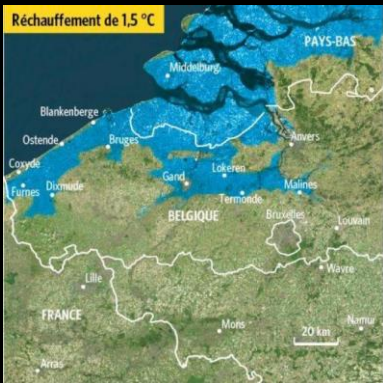 Réchauffement de 1,5 °C
PAYS-BAS
Middelburg
Blankenberge
Ostende
Bruges
Anvers
Coxyde
Gand
Lokeren
Furnes
Dixmude
Termonde
Malines
BELGIQUE
Bruxelles
Louvain
Wavre
Lille
FRANCE
Mons
20 km
Namur
Arras